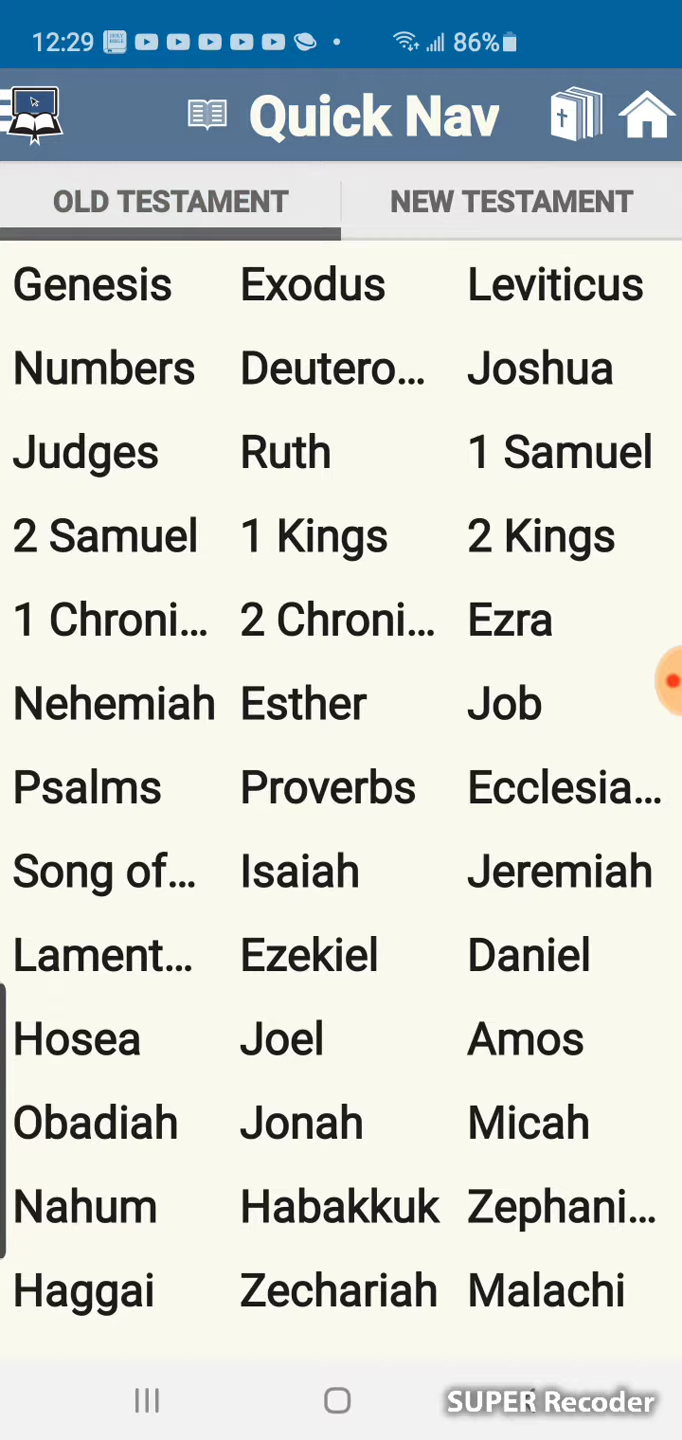 12:29 86%
Quick Nav
OLD TESTAMENT NEW TESTAMENT
Genesis Exodus Leviticus
Numbers Deutero... Joshua
Judges Ruth 1 Samuel
2 Samuel 1 Kings 2 Kings
1 Chroni... 2 Chroni... Ezra
Nehemiah Esther Job
Psalms Proverbs Ecclesia...
Song of... Isaiah Jeremiah
Lament... Ezekiel Daniel
Hosea Joel Amos
Obadiah Jonah Micah
Nahum Habakkuk Zephani...
Haggai Zechariah Malachi
SUPER Recoder